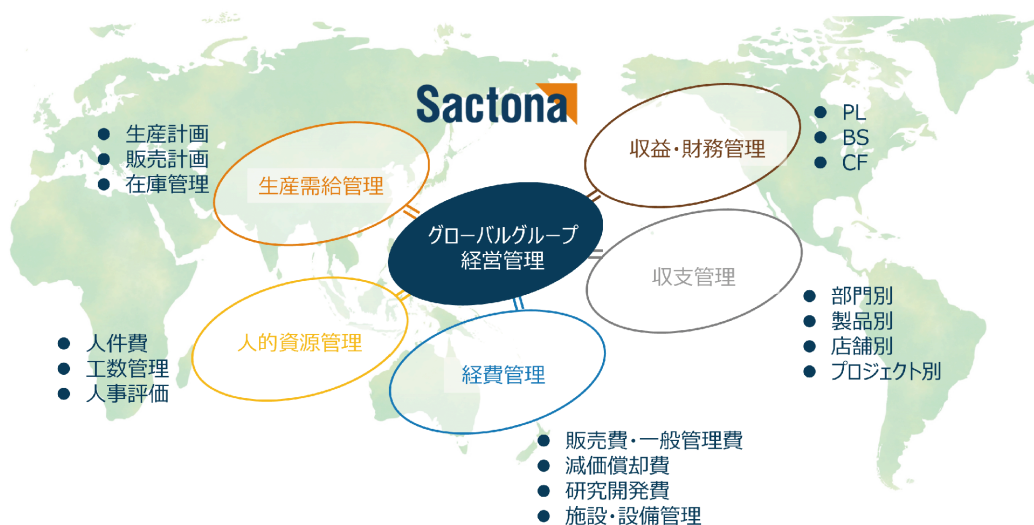 Sactona
生産需給管理
● 生産計画
● 販売計画
● 在庫管理
収益・財務管理
● PL
● BS
● CF
グローバルグループ
経営管理
収支管理
● 部門別
● 製品別
● 店舗別
● プロジェクト別
人的資源管理
● 人件費
● 工数管理
● 人事評価
経費管理
● 販売費・一般管理費
● 減価償却費
● 研究開発費
● 施設・設備管理